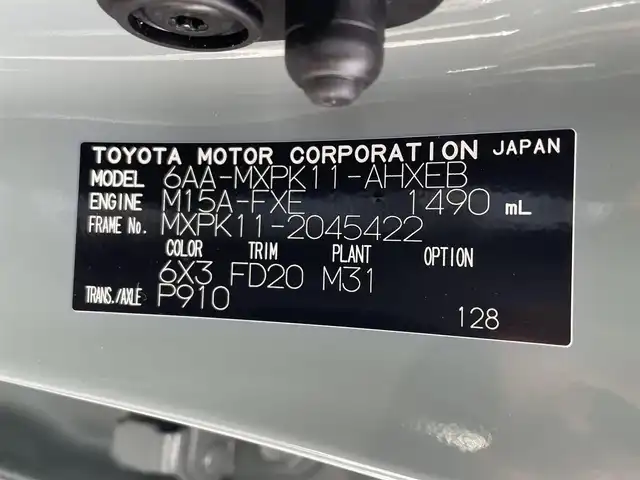 TOYOTA MOTOR CORPORATION JAPAN
MODEL 6AA-MXPK11-AHXEB
ENGINE M15A-FXE 1490 mL
FRAME No. MXPK11-2045422
COLOR TRIM PLANT OPTION
6X3 FD20 M31
TRANS./AXLE P910
128